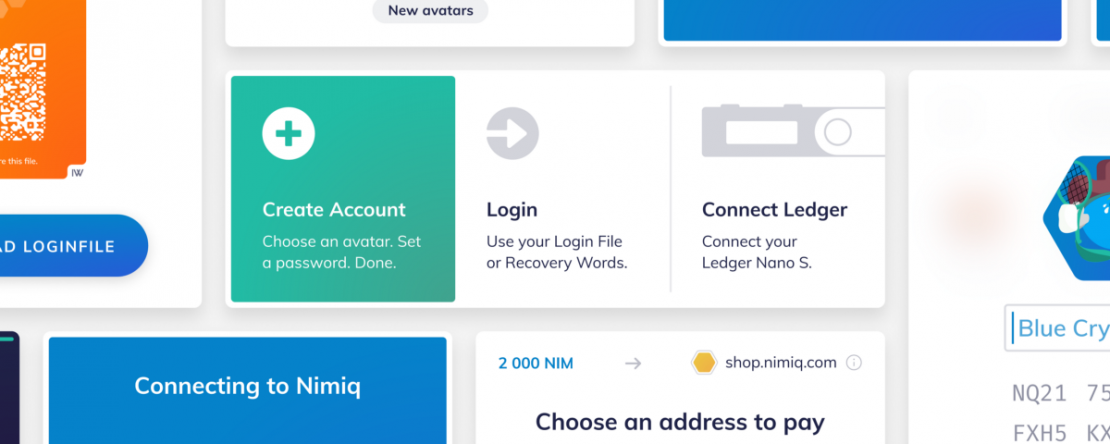 New avatars
re this file.
IW
AD LOGINFILE
Create Account
Choose an avatar. Set
a password. Done.
Login
Use your Login File
or Recovery Words.
Connect Ledger
Connect your
Ledger Nano S.
Blue Cry
NQ21 75
FXH5 KX
Connecting to Nimiq
2 000 NIM
shop.nimiq.com
Choose an address to pay